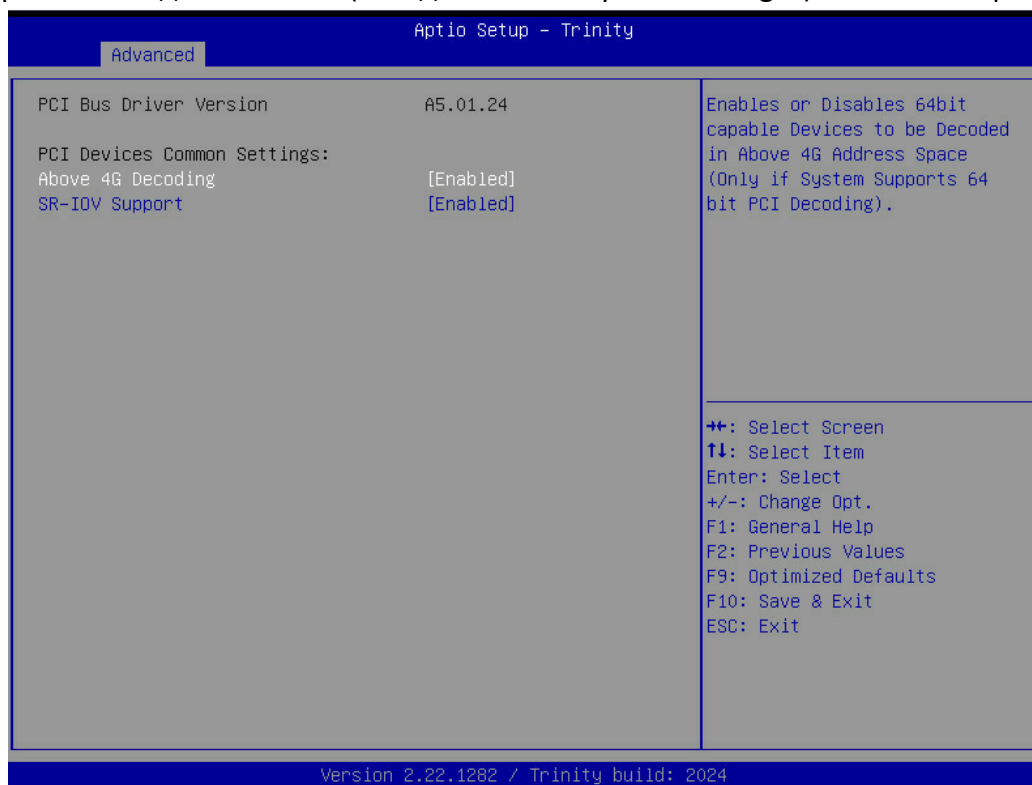 Aptio Setup – Trinity
Advanced
PCI Bus Driver Version A5.01.24
PCI Devices Common Settings:
Above 4G Decoding [Enabled]
SR-IOV Support [Enabled]
Enables or Disables 64bit
capable Devices to be Decoded
in Above 4G Address Space
(Only if System Supports 64
bit PCI Decoding).
→←: Select Screen
↑↓: Select Item
Enter: Select
+/-: Change Opt.
F1: General Help
F2: Previous Values
F9: Optimized Defaults
F10: Save & Exit
ESC: Exit
Version 2.22.1282 / Trinity build: 2024